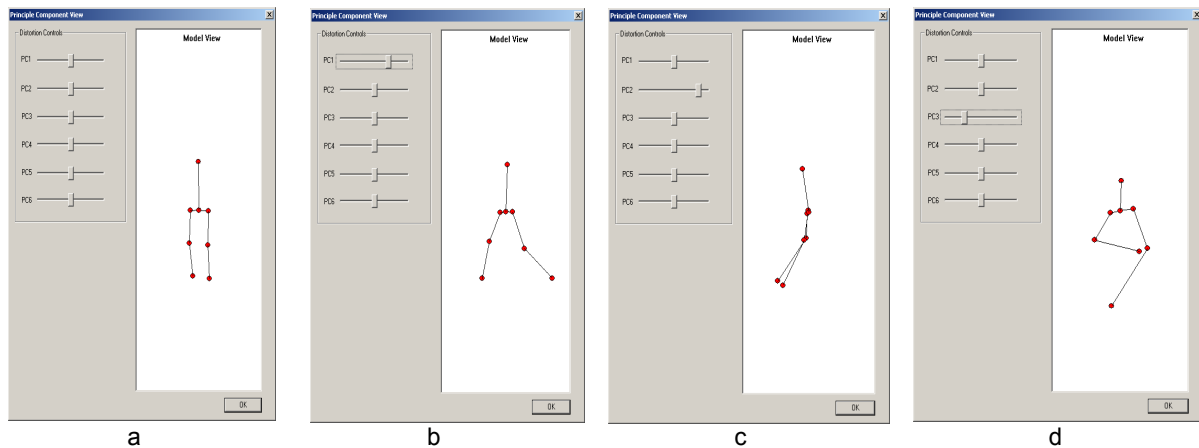 Principle Component View
Distortion Controls
PC1
PC2
PC3
PC4
PC5
PC6
Model View
OK
a
Principle Component View
Distortion Controls
PC1
PC2
PC3
PC4
PC5
PC6
Model View
OK
b
Principle Component View
Distortion Controls
PC1
PC2
PC3
PC4
PC5
PC6
Model View
OK
c
Principle Component View
Distortion Controls
PC1
PC2
PC3
PC4
PC5
PC6
Model View
OK
d